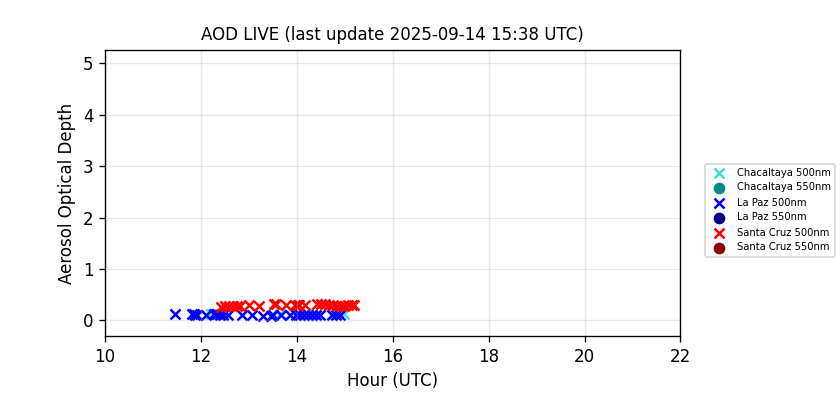 AOD LIVE (last update 2025-09-14 15:38 UTC)
Aerosol Optical Depth
5
4
3
2
1
0
10 12 14 16 18 20 22
Hour (UTC)
Chacaltaya 500nm
Chacaltaya 550nm
La Paz 500nm
La Paz 550nm
Santa Cruz 500nm
Santa Cruz 550nm